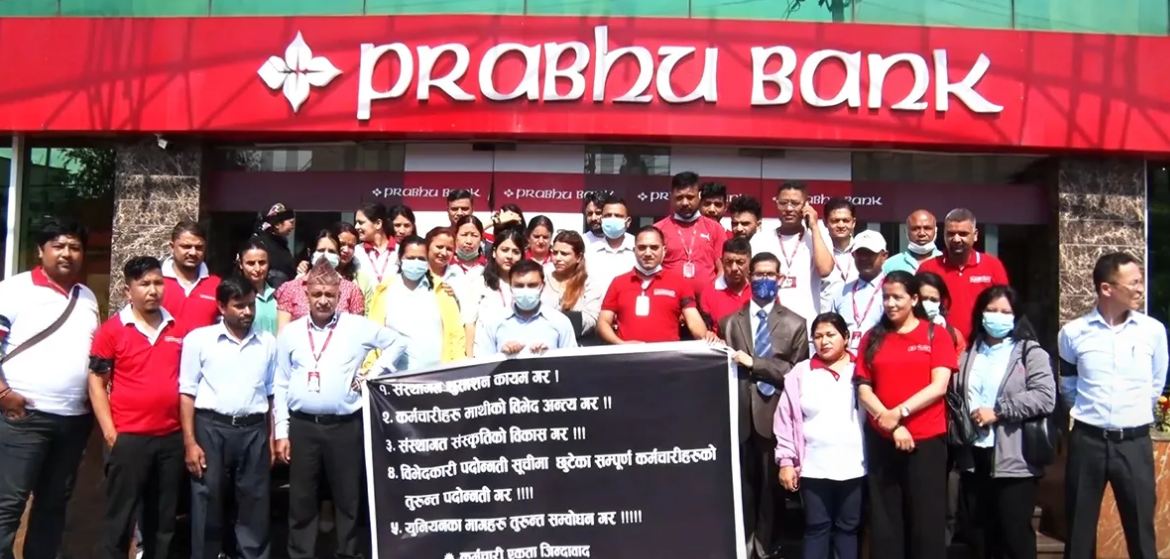 PRABHU BANK
PRABHU BANK
PRABHU BANK
PRABHU BANK
BANK
१. संस्थागत सुशासन कायम गर !
२. कर्मचारीहरु माथीको विभेद अन्त्य गर !!
३. संस्थागत संस्कृतिको विकास गर !!!
४. विभेदकारी पदोन्नती सूचीमा छुटेका सम्पूर्ण कर्मचारीहरुको
तुरुन्त पदोन्नती गर !!!!
५. युनियनका मागहरु तुरुन्त सम्वोधन गर !!!!!
कर्मचारी एकता जिन्दावाद